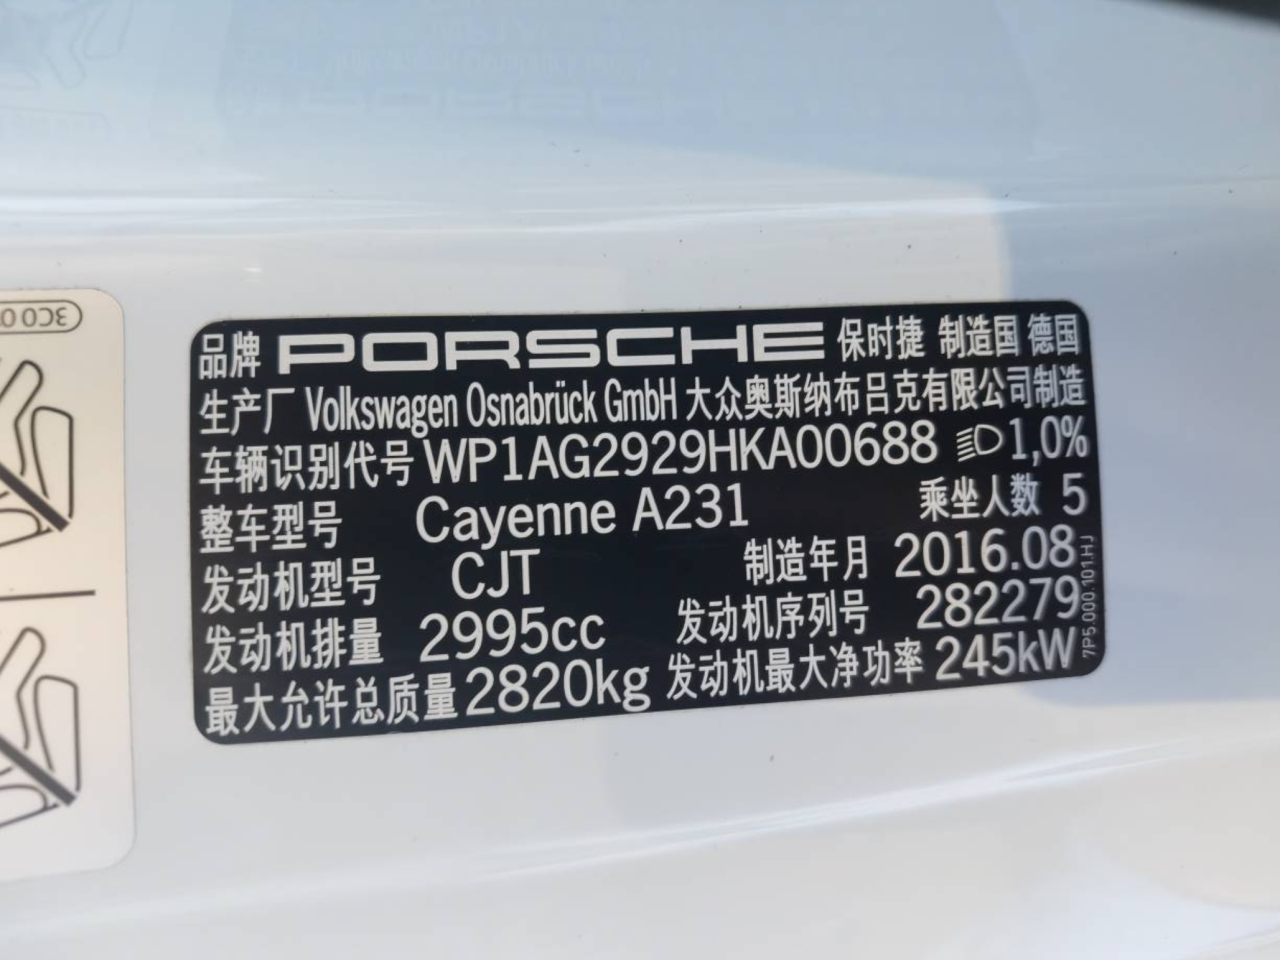 3C0 0
品牌 PORSCHE 保时捷 制造国 德国
生产厂 Volkswagen Osnabrück GmbH 大众奥斯纳布吕克有限公司制造
车辆识别代号 WP1AG2929HKA00688 1,0%
整车型号 Cayenne A231 乘坐人数 5
发动机型号 CJT 制造年月 2016.08
发动机排量 2995cc 发动机序列号 282279
最大允许总质量 2820kg 发动机最大净功率 245kW
7P5.000.101.HJ